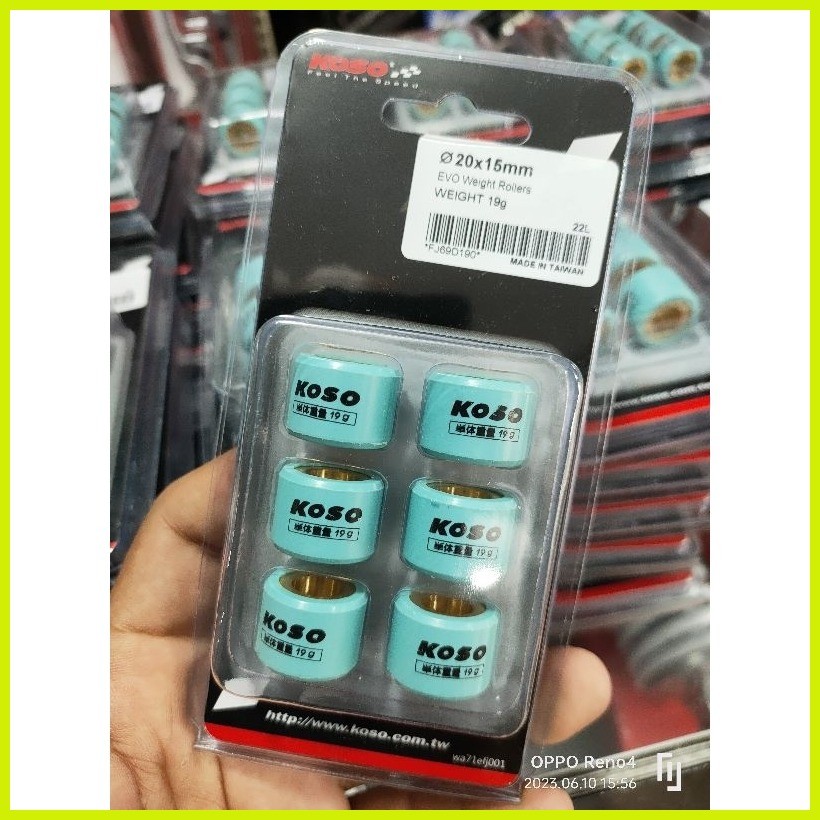 KOSO
Feel The Speed
Ø 20x15mm
EVO Weight Rollers
WEIGHT 19g
22L
*FJ69D190*
MADE IN TAIWAN
KOSO
単体重量 19g
KOSO
単体重量 19g
KOSO
単体重量 19g
KOSO
単体重量 19g
KOSO
単体重量 19g
KOSO
単体重量 19g
http://www.koso.com.tw
wa71efj001
OPPO Reno4
2023.06.10 15:56